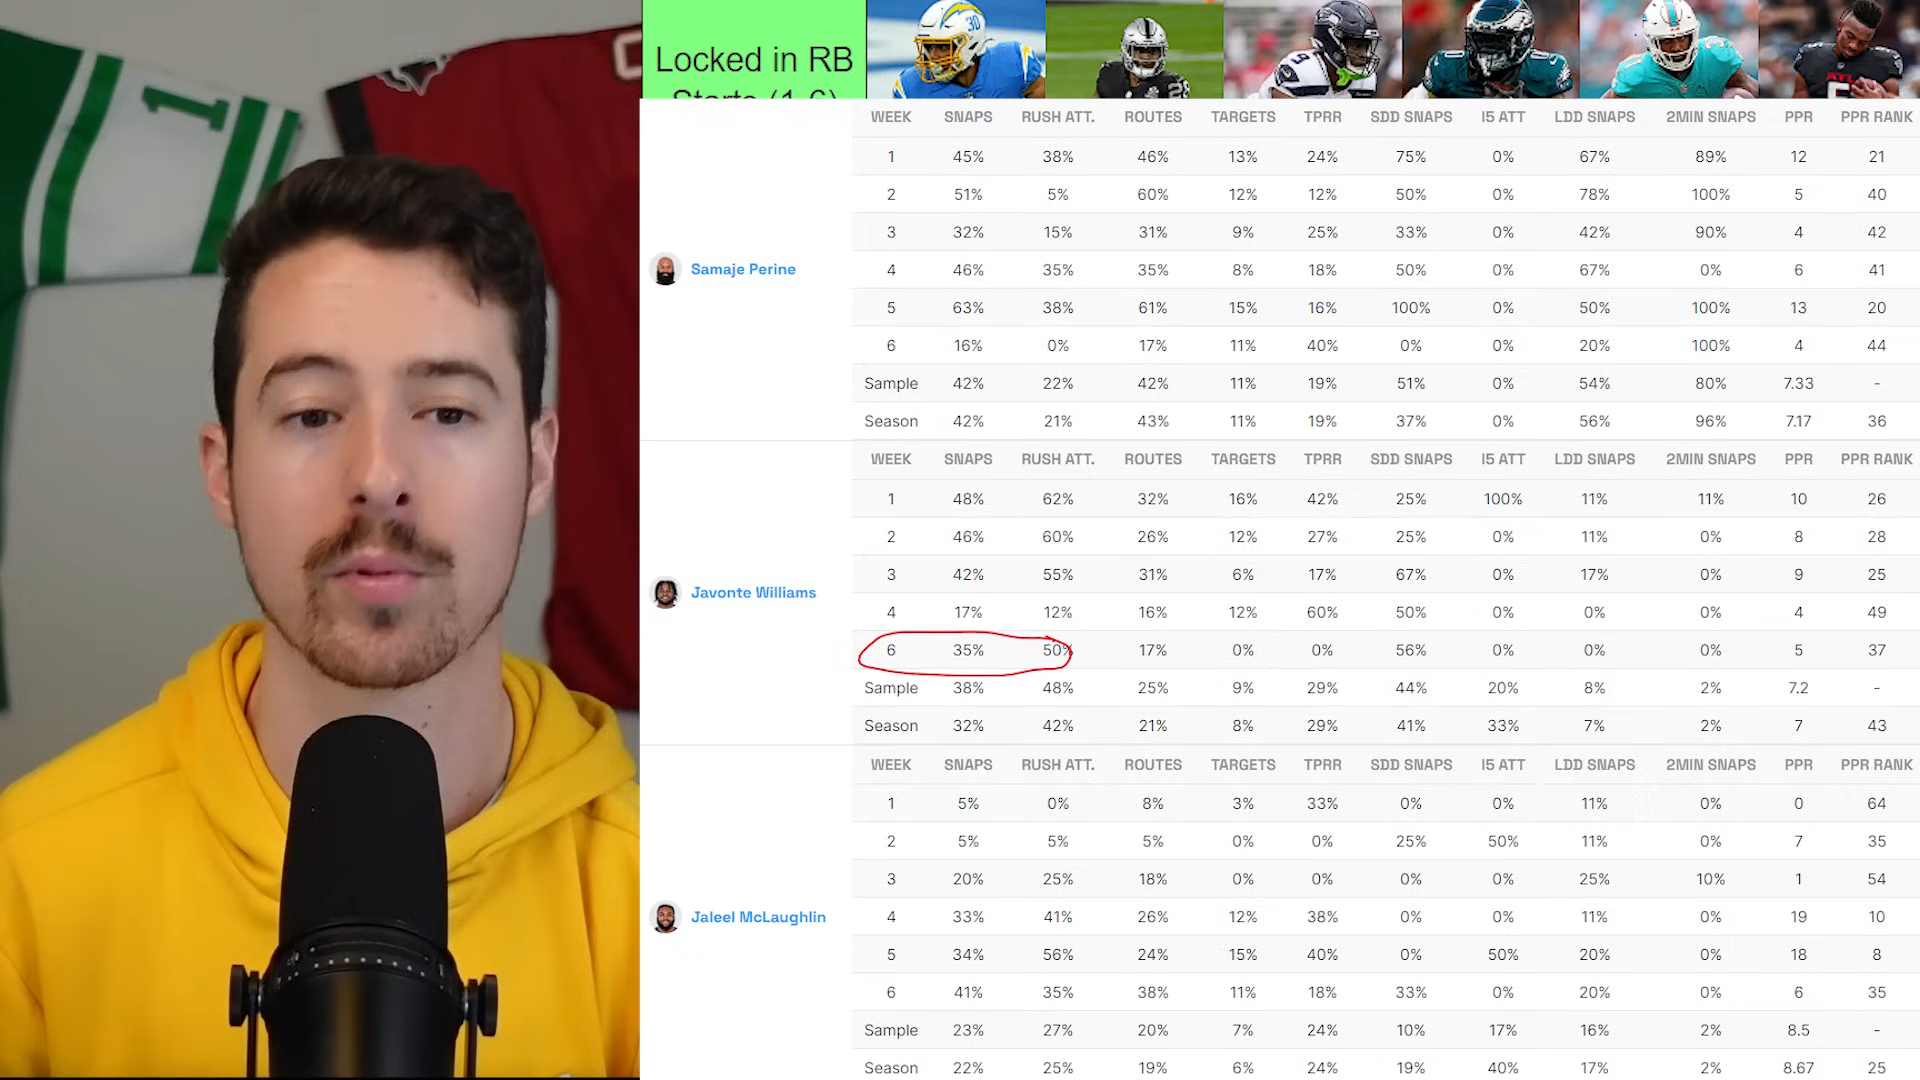 Locked in RB
Starts (1-6)
WEEK SNAPS RUSH ATT. ROUTES TARGETS TPRR SDD SNAPS I5 ATT LDD SNAPS 2MIN SNAPS PPR PPR RANK
1 45% 38% 46% 13% 24% 75% 0% 67% 89% 12 21
2 51% 5% 60% 12% 12% 50% 0% 78% 100% 5 40
3 32% 15% 31% 9% 25% 33% 0% 42% 90% 4 42
Samaje Perine
4 46% 35% 35% 8% 18% 50% 0% 67% 0% 6 41
5 63% 38% 61% 15% 16% 100% 0% 50% 100% 13 20
6 16% 0% 17% 11% 40% 0% 0% 20% 100% 4 44
Sample 42% 22% 42% 11% 19% 51% 0% 54% 80% 7.33 -
Season 42% 21% 43% 11% 19% 37% 0% 56% 96% 7.17 36
WEEK SNAPS RUSH ATT. ROUTES TARGETS TPRR SDD SNAPS I5 ATT LDD SNAPS 2MIN SNAPS PPR PPR RANK
1 48% 62% 32% 16% 42% 25% 100% 11% 11% 10 26
2 46% 60% 26% 12% 27% 25% 0% 11% 0% 8 28
3 42% 55% 31% 6% 17% 67% 0% 17% 0% 9 25
Javonte Williams
4 17% 12% 16% 12% 60% 50% 0% 0% 0% 4 49
6 35% 50% 17% 0% 0% 56% 0% 0% 0% 5 37
Sample 38% 48% 25% 9% 29% 44% 20% 8% 2% 7.2 -
Season 32% 42% 21% 8% 29% 41% 33% 7% 2% 7 43
WEEK SNAPS RUSH ATT. ROUTES TARGETS TPRR SDD SNAPS I5 ATT LDD SNAPS 2MIN SNAPS PPR PPR RANK
1 5% 0% 8% 3% 33% 0% 0% 11% 0% 0 64
2 5% 5% 5% 0% 0% 25% 50% 11% 0% 7 35
3 20% 25% 18% 0% 0% 0% 0% 25% 10% 1 54
Jaleel McLaughlin
4 33% 41% 26% 12% 38% 0% 0% 11% 0% 19 10
5 34% 56% 24% 15% 40% 0% 50% 20% 0% 18 8
6 41% 35% 38% 11% 18% 33% 0% 20% 0% 6 35
Sample 23% 27% 20% 7% 24% 10% 17% 16% 2% 8.5 -
Season 22% 25% 19% 6% 24% 19% 40% 17% 2% 8.67 25